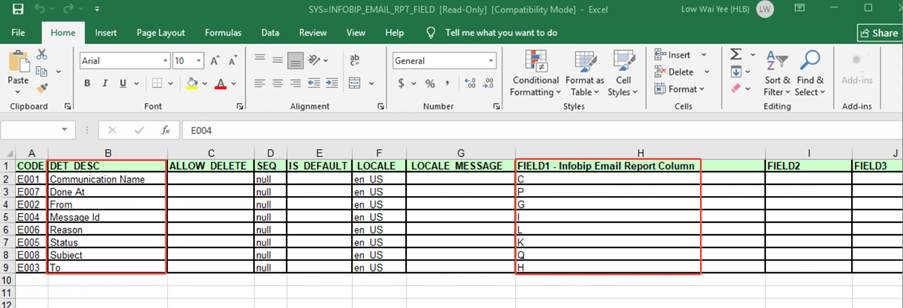 SYS=INFOBIP_EMAIL_RPT_FIELD [Read-Only] [Compatibility Mode] - Excel Low Wai Yee (HLB) LW
File Home Insert Page Layout Formulas Data Review View Help Tell me what you want to do Share
Paste Arial 10 A A General Conditional Formatting Format as Table Cell Styles Insert Delete Format Sort & Filter Find & Select Add-ins
B I U A $ % ,
Clipboard Font Alignment Number Styles Cells Editing Add-ins
E004
A B C D E F G H I J
1 CODE DET DESC ALLOW DELETE SEQ IS DEFAULT LOCALE LOCALE MESSAGE FIELD1 - Infobip Email Report Column FIELD2 FIELD3
2 E001 Communication Name null en US C
3 E007 Done At null en US P
4 E002 From null en US G
5 E004 Message Id null en US I
6 E006 Reason null en US L
7 E005 Status null en US K
8 E008 Subject null en US Q
9 E003 To null en US H
10
11
12